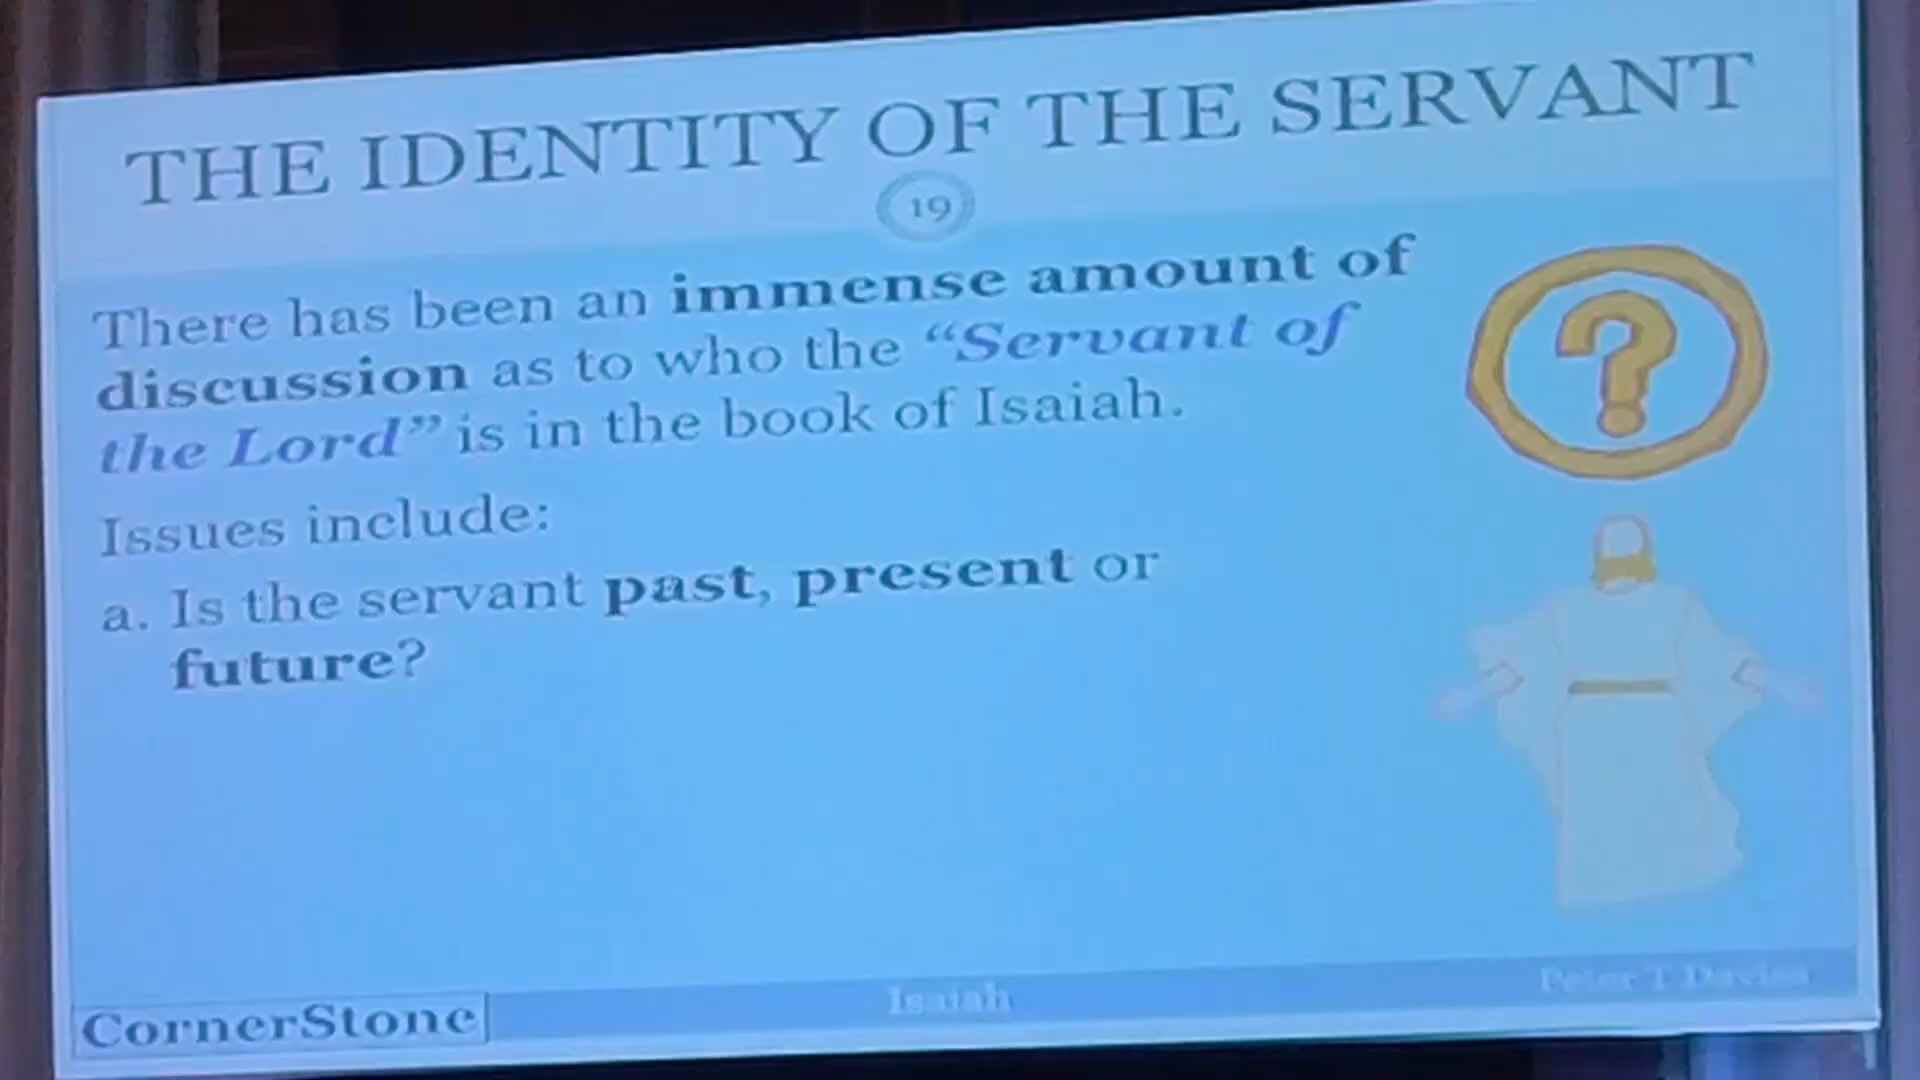 THE IDENTITY OF THE SERVANT
19
There has been an immense amount of
discussion as to who the “Servant of
the Lord” is in the book of Isaiah.
Issues include:
a. Is the servant past, present or
future?
?
CornerStone
Isaiah
Peter T Davies